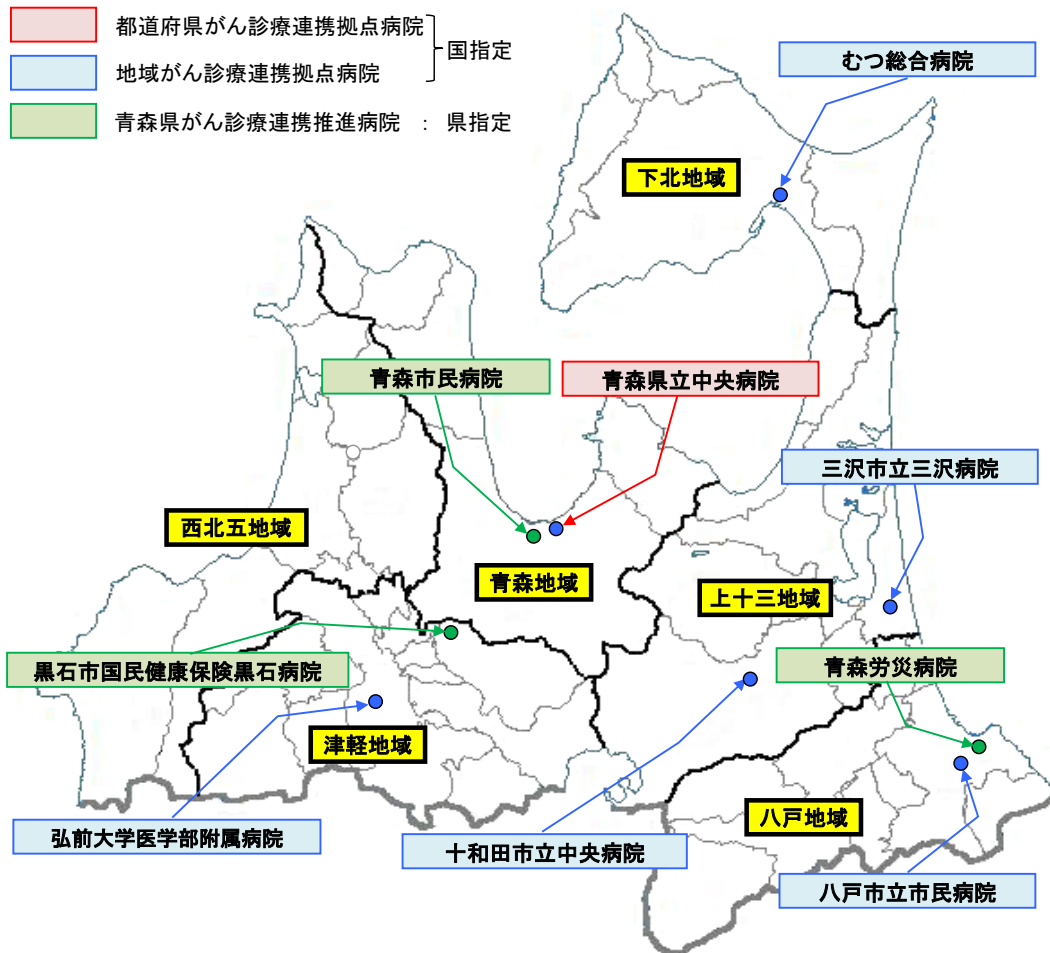 都道府県がん診療連携拠点病院
国指定
地域がん診療連携拠点病院
青森県がん診療連携推進病院 : 県指定
むつ総合病院
下北地域
青森市民病院
青森県立中央病院
三沢市立三沢病院
西北五地域
青森地域
上十三地域
黒石市国民健康保険黒石病院
青森労災病院
津軽地域
八戸地域
弘前大学医学部附属病院
十和田市立中央病院
八戸市立市民病院